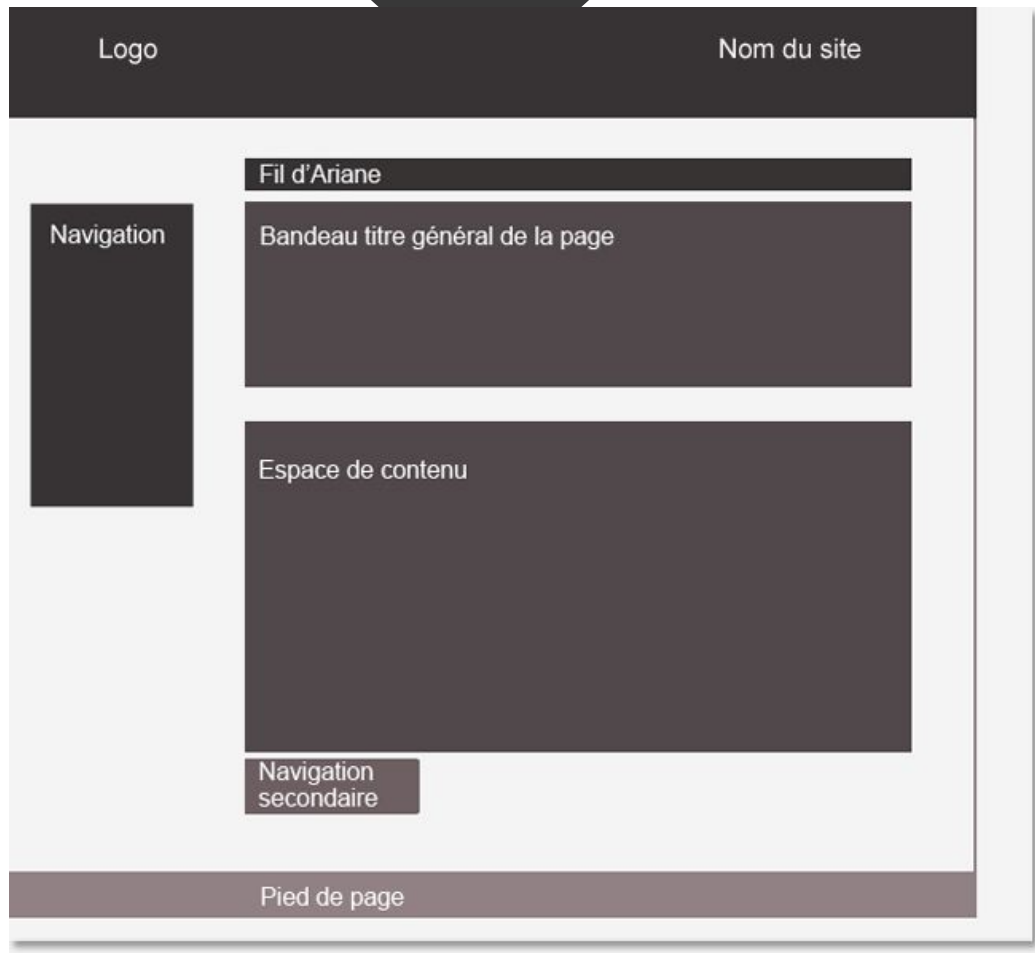 Logo
Nom du site
Fil d’Ariane
Navigation
Bandeau titre général de la page
Espace de contenu
Navigation
secondaire
Pied de page